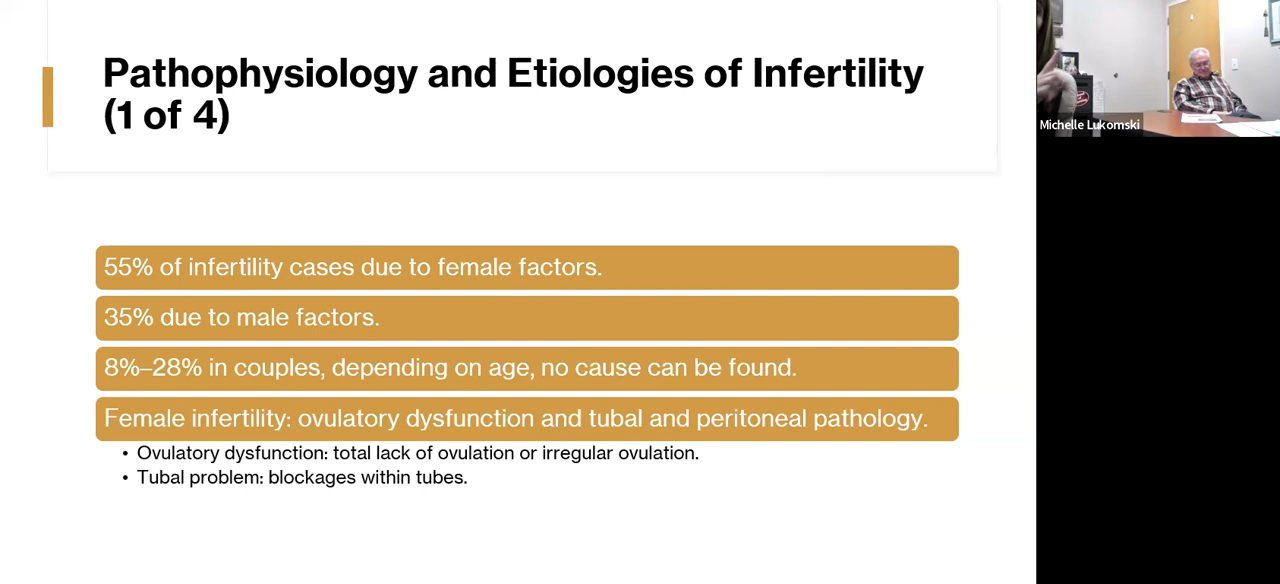 Pathophysiology and Etiologies of Infertility
(1 of 4)
55% of infertility cases due to female factors.
35% due to male factors.
8%–28% in couples, depending on age, no cause can be found.
Female infertility: ovulatory dysfunction and tubal and peritoneal pathology.
• Ovulatory dysfunction: total lack of ovulation or irregular ovulation.
• Tubal problem: blockages within tubes.
Michelle Lukomski